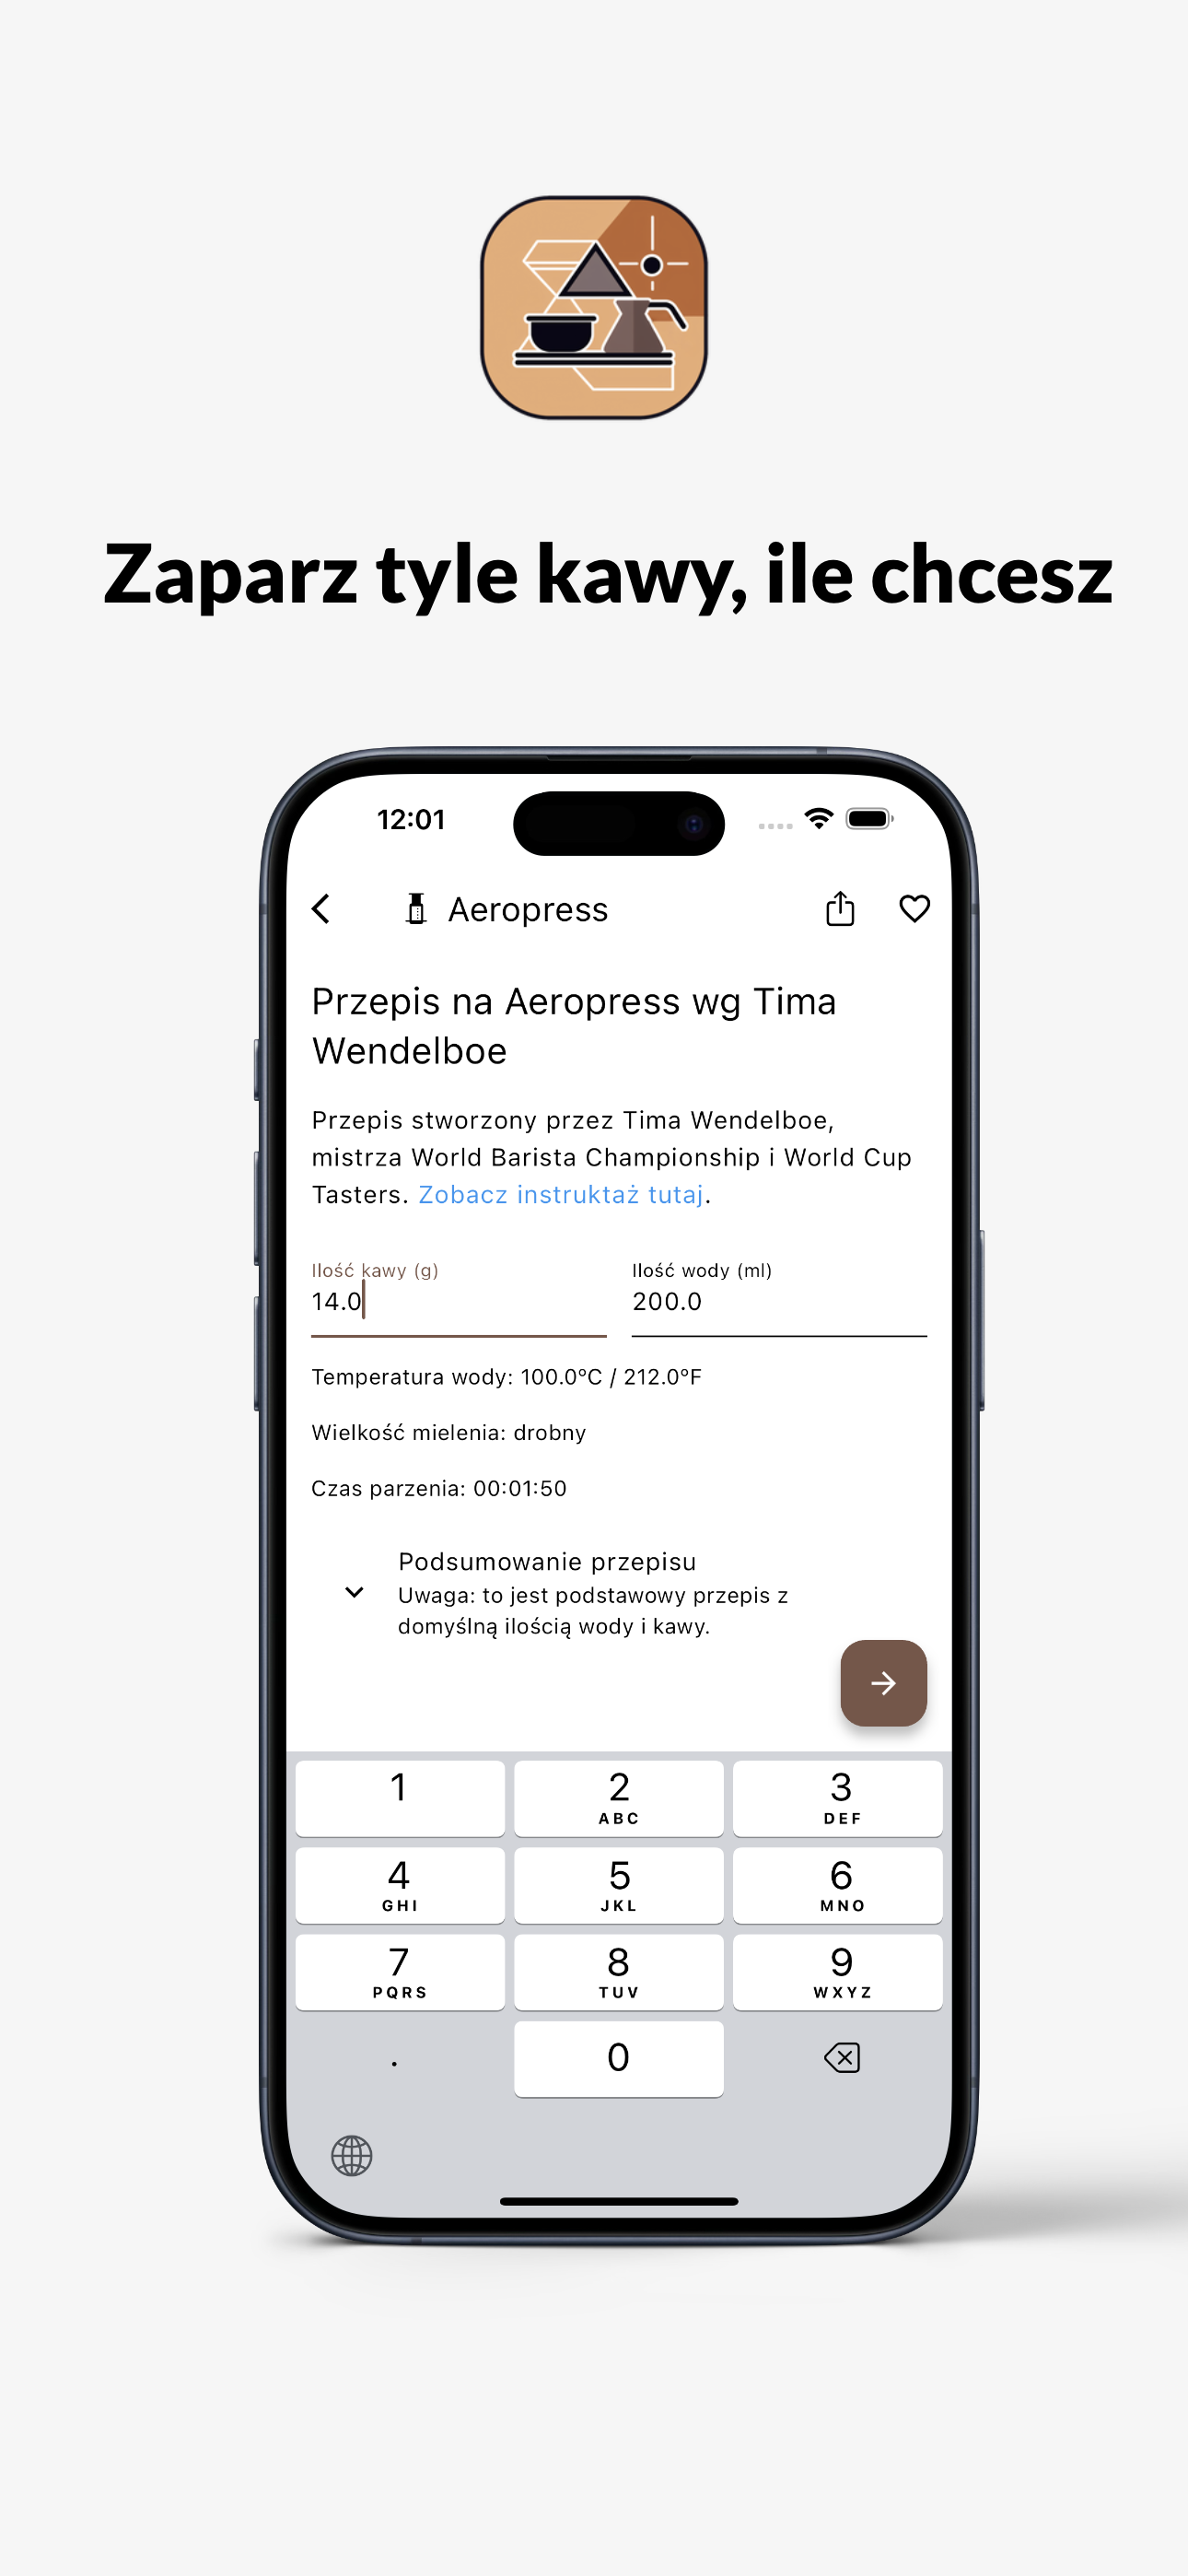 Zaparz tyle kawy, ile chcesz
12:01
Aeropress
Przepis na Aeropress wg Tima
Wendelboe
Przepis stworzony przez Tima Wendelboe,
mistrza World Barista Championship i World Cup
Tasters. Zobacz instruktaż tutaj.
Ilość kawy (g)
14.0
Ilość wody (ml)
200.0
Temperatura wody: 100.0ºC / 212.0ºF
Wielkość mielenia: drobny
Czas parzenia: 00:01:50
Podsumowanie przepisu
Uwaga: to jest podstawowy przepis z
domyślną ilością wody i kawy.
1
2
ABC
3
DEF
4
GHI
5
JKL
6
MNO
7
PQRS
8
TUV
9
WXYZ
.
0